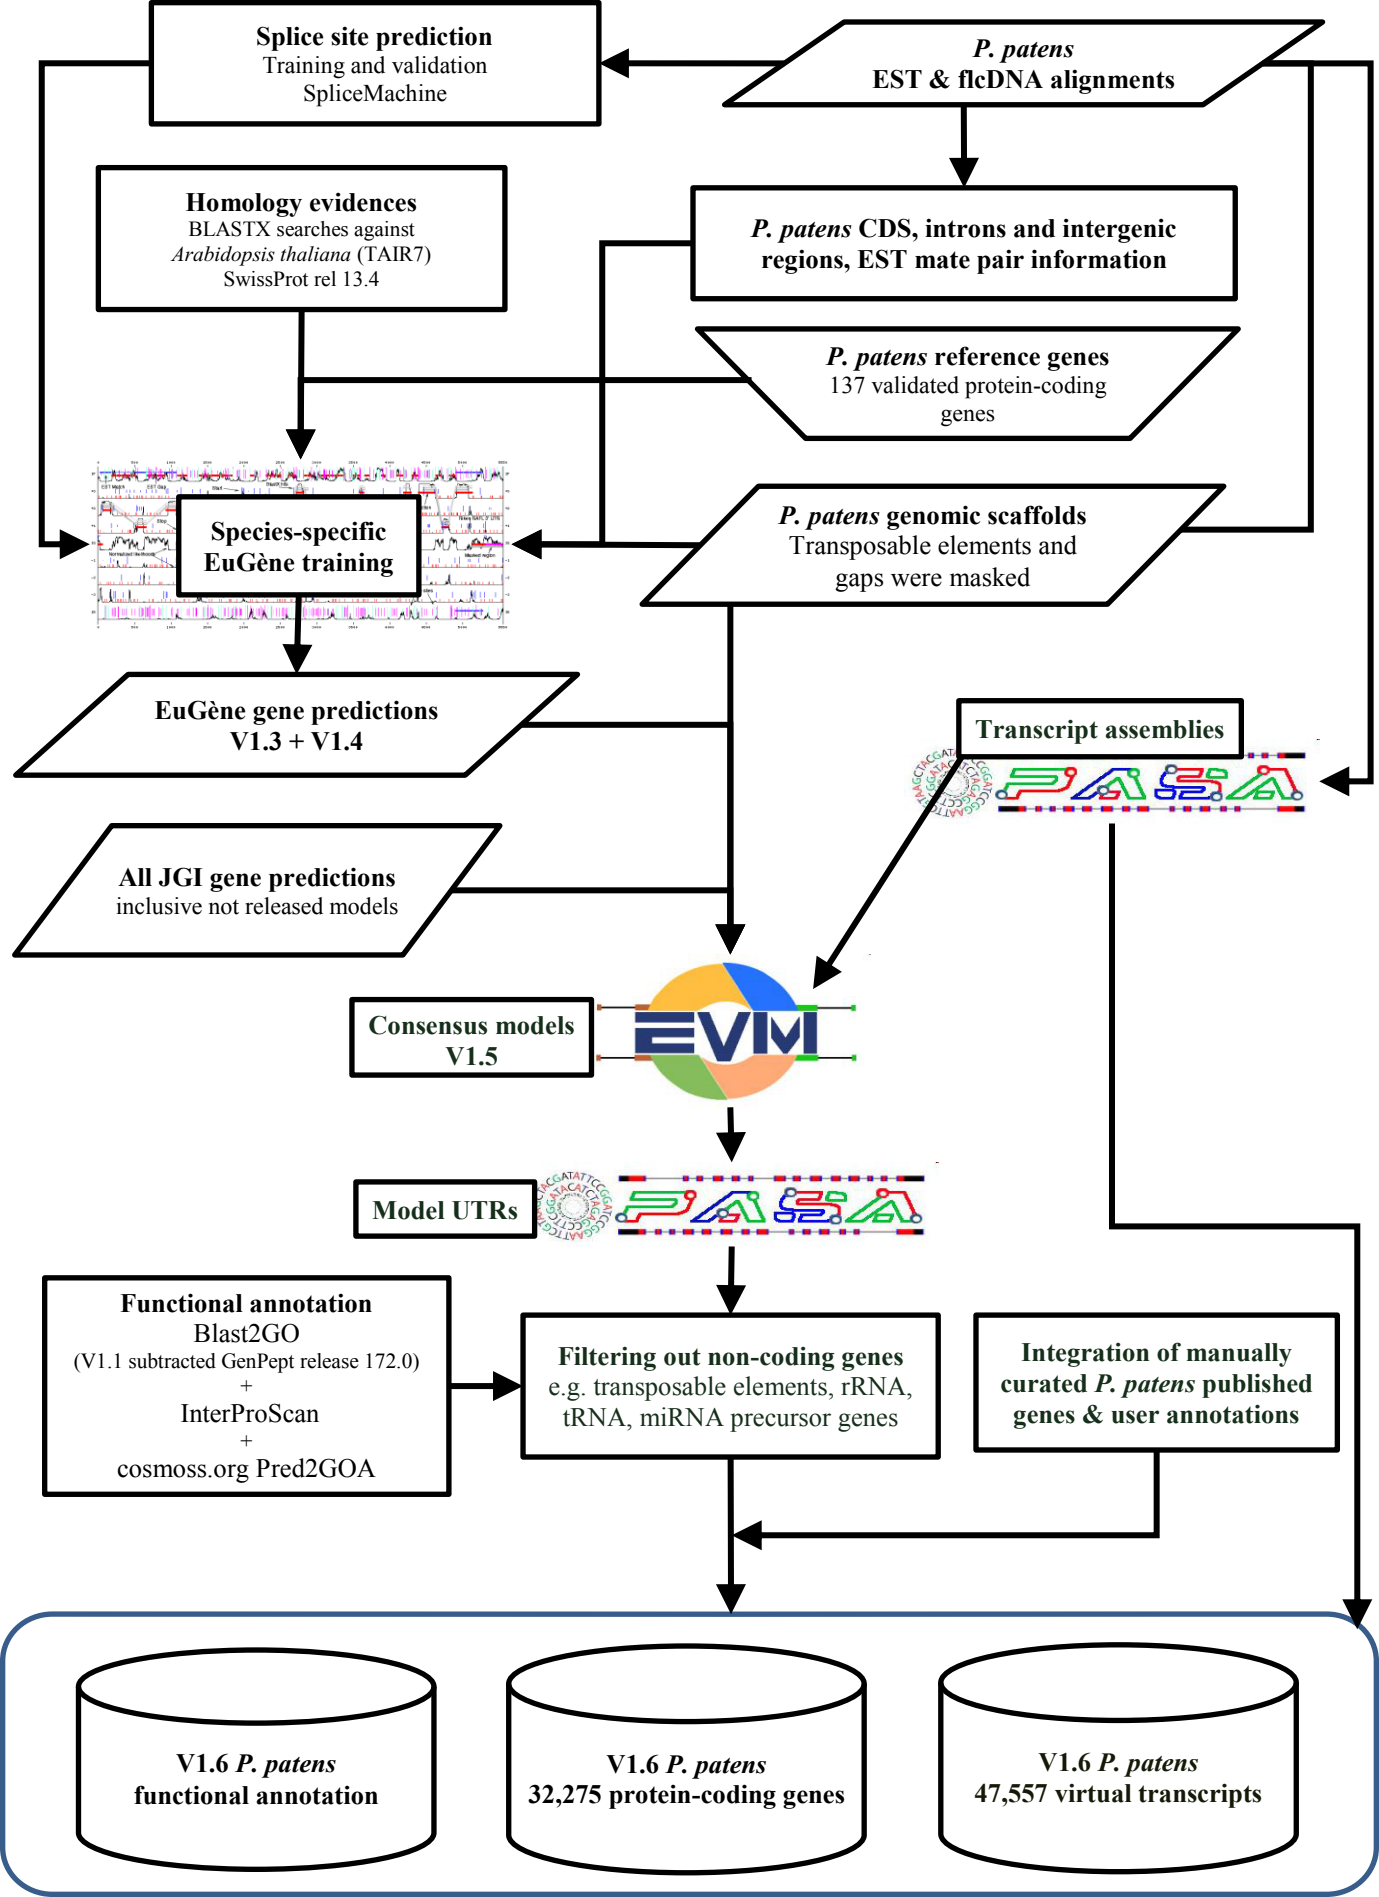 Splice site prediction
Training and validation
SpliceMachine
P. patens
EST & flcDNA alignments
Homology evidences
BLASTX searches against
Arabidopsis thaliana (TAIR7)
SwissProt rel 13.4
P. patens CDS, introns and intergenic
regions, EST mate pair information
P. patens reference genes
137 validated protein-coding
genes
Species-specific
EuGène training
P. patens genomic scaffolds
Transposable elements and
gaps were masked
EuGène gene predictions
V1.3 + V1.4
Transcript assemblies
PASA
All JGI gene predictions
inclusive not released models
Consensus models
V1.5
EVM
Model UTRs
PASA
Functional annotation
Blast2GO
(V1.1 subtracted GenPept release 172.0)
+
InterProScan
+
cosmoss.org Pred2GOA
Filtering out non-coding genes
e.g. transposable elements, rRNA,
tRNA, miRNA precursor genes
Integration of manually
curated P. patens published
genes & user annotations
V1.6 P. patens
functional annotation
V1.6 P. patens
32,275 protein-coding genes
V1.6 P. patens
47,557 virtual transcripts